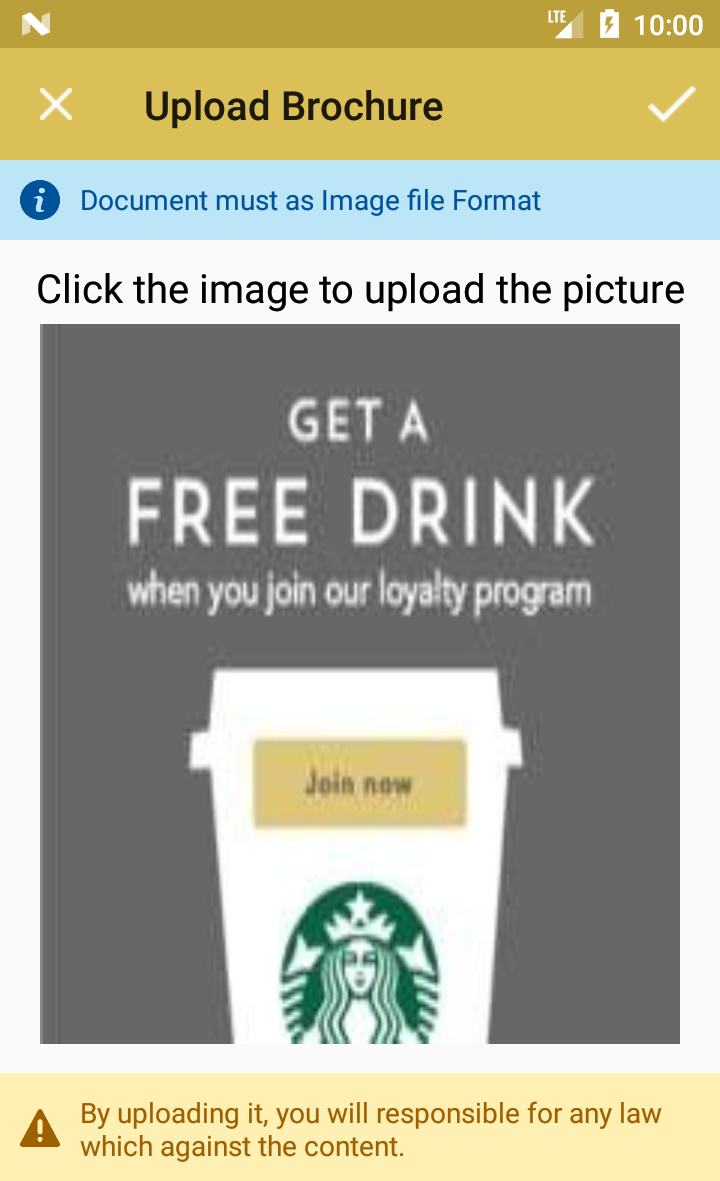 LTE 10:00
Upload Brochure
Document must as Image file Format
Click the image to upload the picture
GET A
FREE DRINK
when you join our loyalty program
Join now
By uploading it, you will responsible for any law
which against the content.